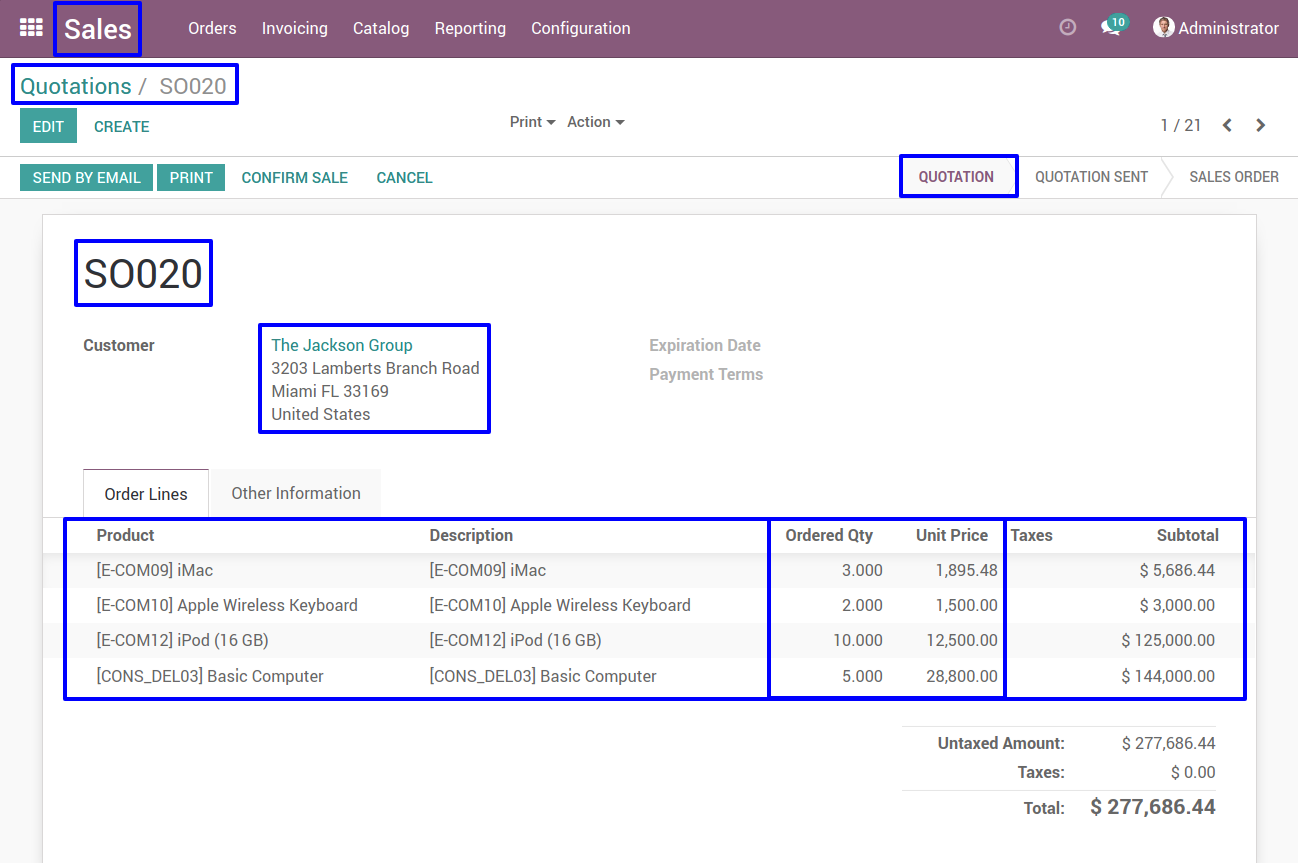 Sales Orders Invoicing Catalog Reporting Configuration 10 Administrator
Quotations / SO020
EDIT CREATE Print Action 1 / 21
SEND BY EMAIL PRINT CONFIRM SALE CANCEL QUOTATION QUOTATION SENT SALES ORDER
SO020
Customer The Jackson Group Expiration Date
3203 Lamberts Branch Road
Payment Terms
Miami FL 33169
United States
Order Lines Other Information
Product Description Ordered Qty Unit Price Taxes Subtotal
[E-COM09] iMac [E-COM09] iMac 3.000 1,895.48 $ 5,686.44
[E-COM10] Apple Wireless Keyboard [E-COM10] Apple Wireless Keyboard 2.000 1,500.00 $ 3,000.00
[E-COM12] iPod (16 GB) [E-COM12] iPod (16 GB) 10.000 12,500.00 $ 125,000.00
[CONS_DEL03] Basic Computer [CONS_DEL03] Basic Computer 5.000 28,800.00 $ 144,000.00
Untaxed Amount: $ 277,686.44
Taxes: $ 0.00
Total: $ 277,686.44